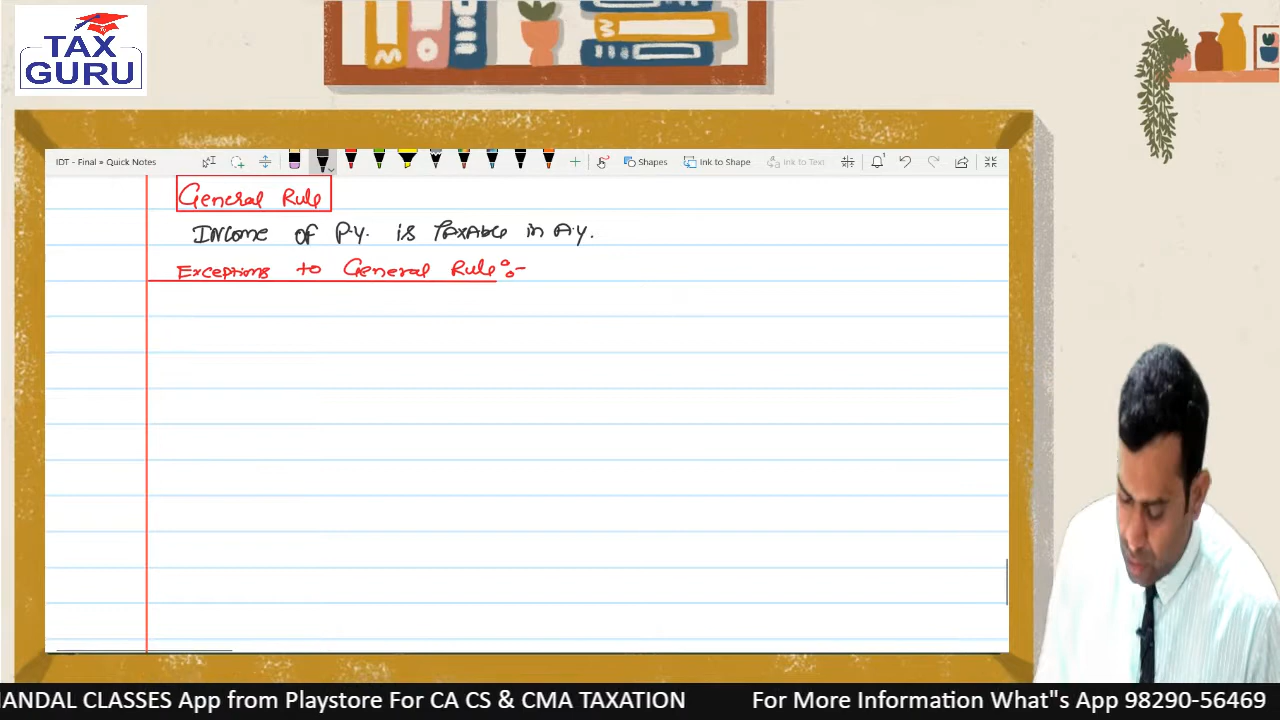 TAX
GURU
IDT - Final » Quick Notes
Shapes
Ink to Shape
Ink to Text
General Rule
Income of P.Y. is Taxable in A.Y.
Exceptions to General Rule :-
MANDAL CLASSES App from Playstore For CA CS & CMA TAXATION For More Information What"s App 98290-56469